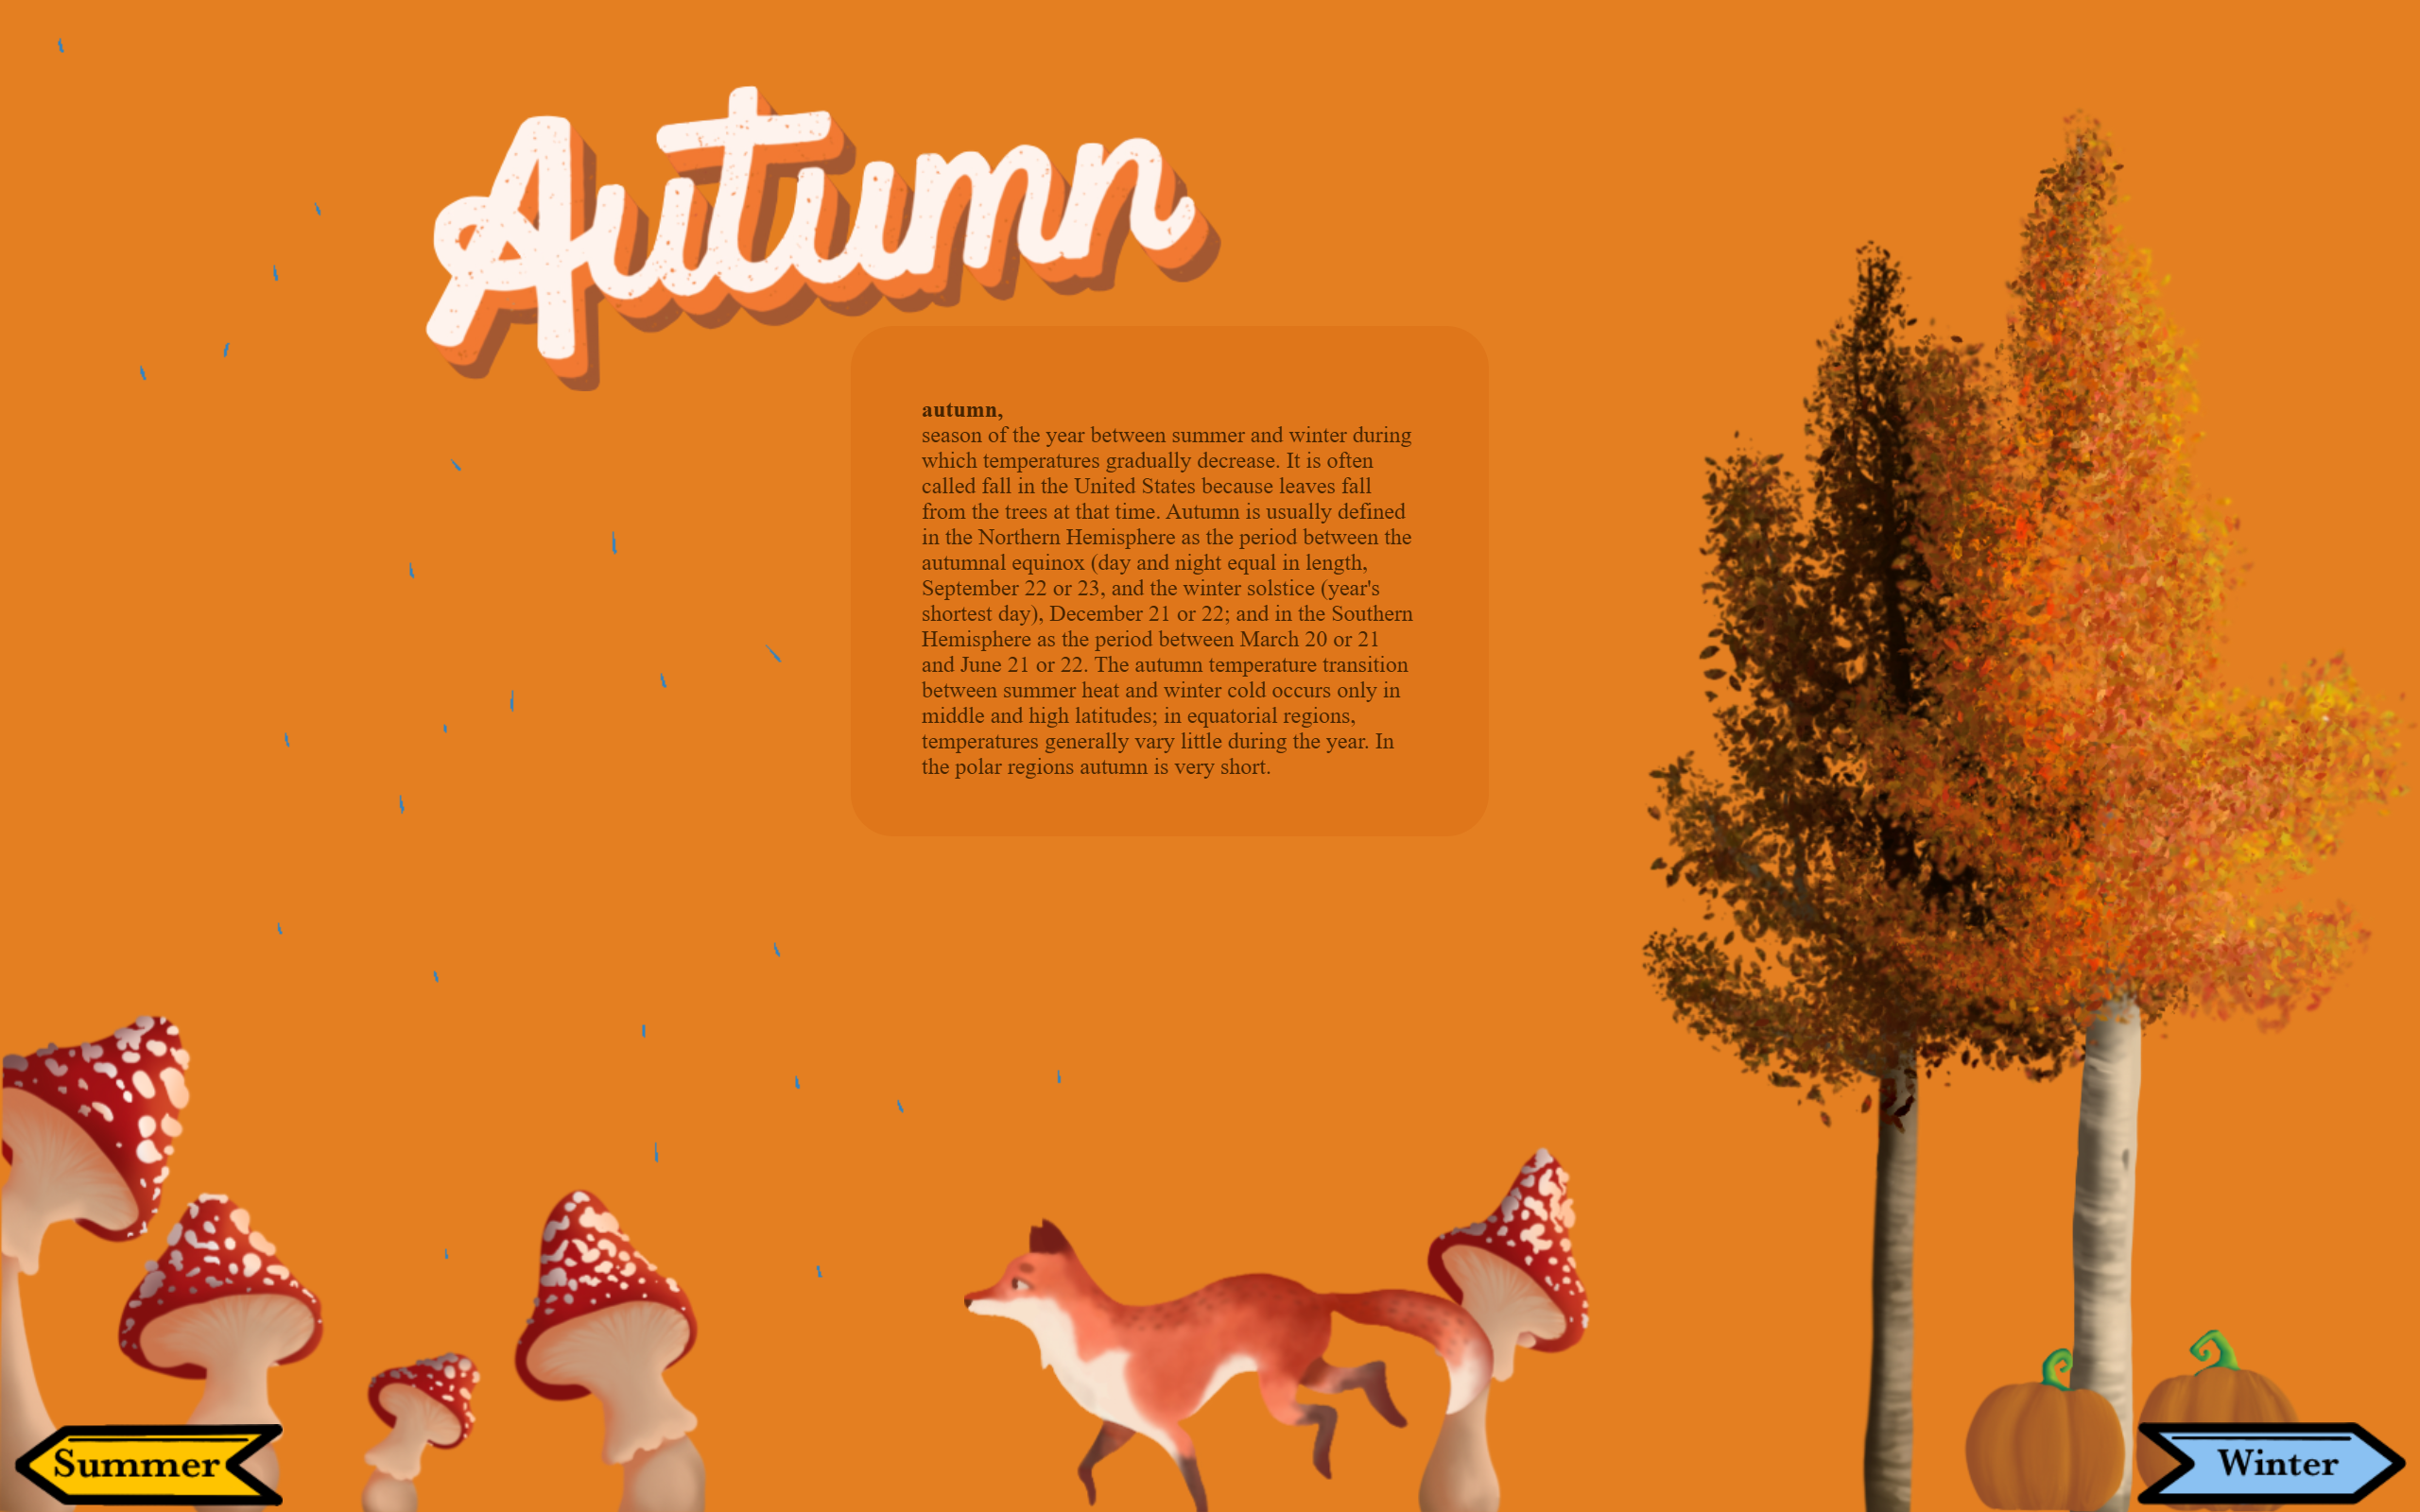 Autumn
autumn,
season of the year between summer and winter during
which temperatures gradually decrease. It is often
called fall in the United States because leaves fall
from the trees at that time. Autumn is usually defined
in the Northern Hemisphere as the period between the
autumnal equinox (day and night equal in length,
September 22 or 23, and the winter solstice (year's
shortest day), December 21 or 22; and in the Southern
Hemisphere as the period between March 20 or 21
and June 21 or 22. The autumn temperature transition
between summer heat and winter cold occurs only in
middle and high latitudes; in equatorial regions,
temperatures generally vary little during the year. In
the polar regions autumn is very short.
Summer
Winter